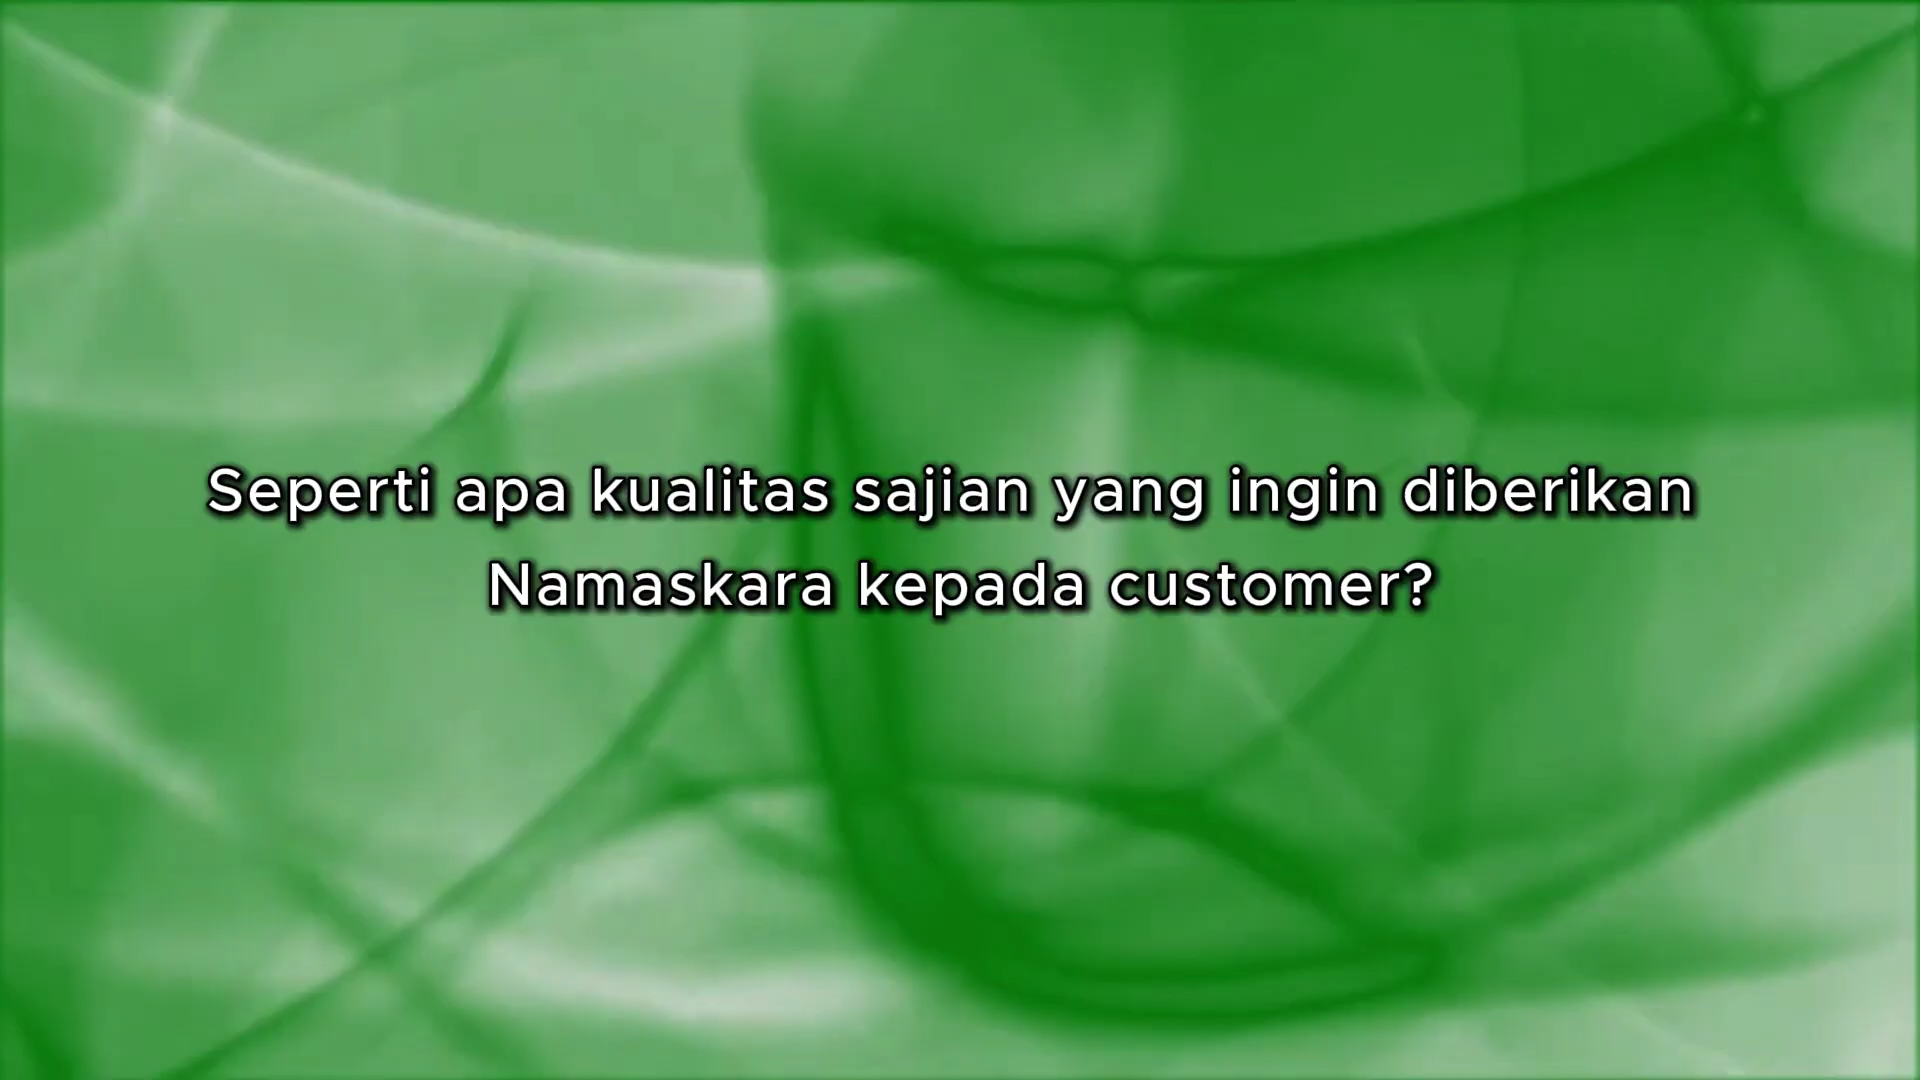 Seperti apa kualitas sajian yang ingin diberikan
Namaskara kepada customer?